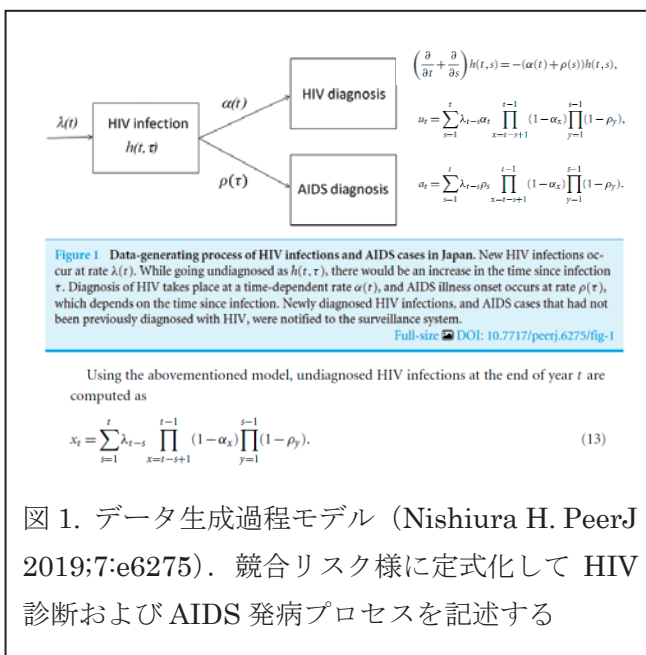 λ(t)
HIV infection
h(t, τ)
α(t)
ρ(τ)
HIV diagnosis
AIDS diagnosis
(∂/∂t + ∂/∂s) h(t,s) = −(α(t) + ρ(s))h(t,s),
u_t = ∑_{s=1}^{t} λ_{t−s} α_t ∏_{x=t−s+1}^{t−1} (1−α_x) ∏_{y=1}^{s−1} (1−ρ_y),
a_t = ∑_{s=1}^{t} λ_{t−s} ρ_s ∏_{x=t−s+1}^{t−1} (1−α_x) ∏_{y=1}^{s−1} (1−ρ_y).
Figure 1 Data-generating process of HIV infections and AIDS cases in Japan. New HIV infections oc-
cur at rate λ(t). While going undiagnosed as h(t, τ), there would be an increase in the time since infection
τ. Diagnosis of HIV takes place at a time-dependent rate α(t), and AIDS illness onset occurs at rate ρ(τ),
which depends on the time since infection. Newly diagnosed HIV infections, and AIDS cases that had not
been previously diagnosed with HIV, were notified to the surveillance system.
Full-size DOI: 10.7717/peerj.6275/fig-1
Using the abovementioned model, undiagnosed HIV infections at the end of year t are
computed as
x_t = ∑_{s=1}^{t} λ_{t−s} ∏_{x=t−s+1}^{t−1} (1−α_x) ∏_{y=1}^{s−1} (1−ρ_y). (13)
図 1. データ生成過程モデル（Nishiura H. PeerJ
2019;7:e6275）．競合リスク様に定式化して HIV
診断および AIDS 発病プロセスを記述する